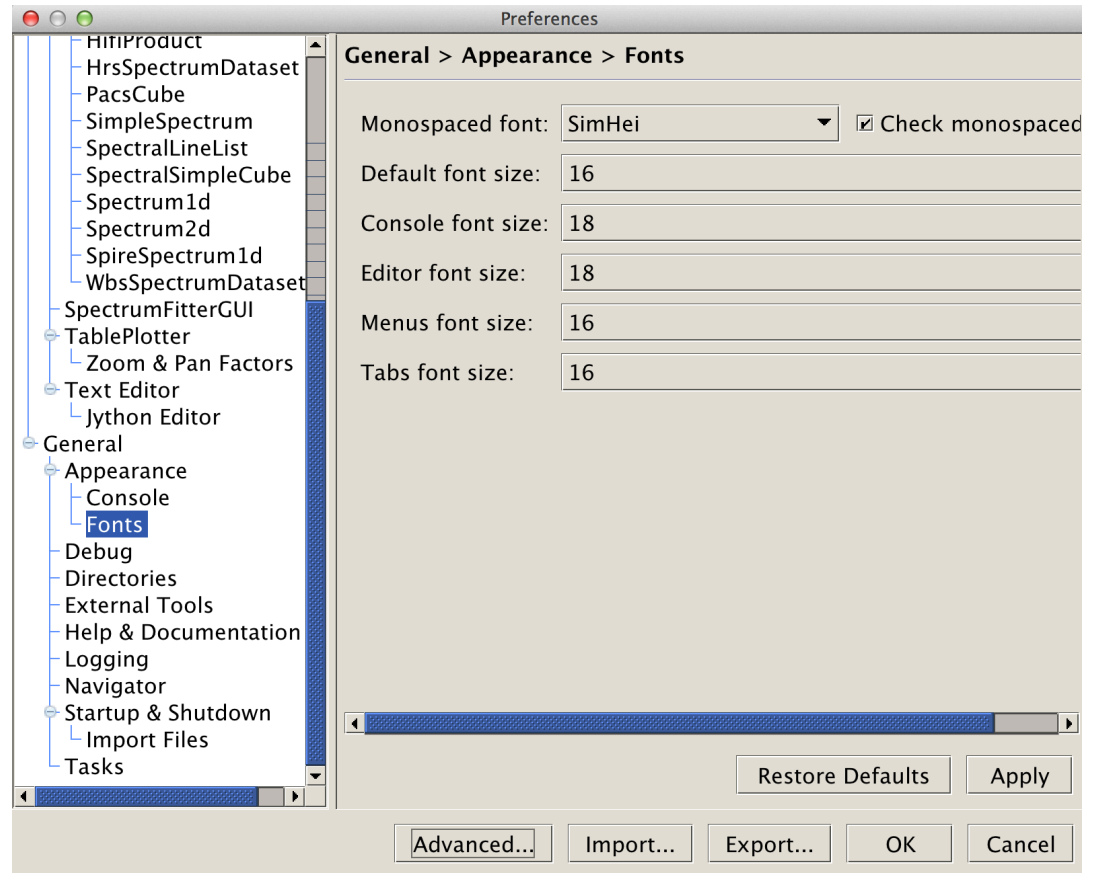 Preferences
HifiProduct
HrsSpectrumDataset
PacsCube
SimpleSpectrum
SpectralLineList
SpectralSimpleCube
Spectrum1d
Spectrum2d
SpireSpectrum1d
WbsSpectrumDataset
SpectrumFitterGUI
TablePlotter
Zoom & Pan Factors
Text Editor
Jython Editor
General
Appearance
Console
Fonts
Debug
Directories
External Tools
Help & Documentation
Logging
Navigator
Startup & Shutdown
Import Files
Tasks
General > Appearance > Fonts
Monospaced font: SimHei Check monospaced
Default font size: 16
Console font size: 18
Editor font size: 18
Menus font size: 16
Tabs font size: 16
Restore Defaults Apply
Advanced... Import... Export... OK Cancel